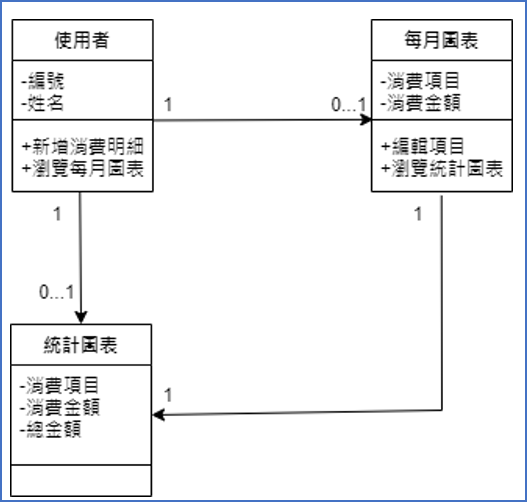 使用者
-編號
-姓名
+新增消費明細
+瀏覽每月圖表
1
0...1
每月圖表
-消費項目
-消費金額
+編輯項目
+瀏覽統計圖表
1
1
0...1
統計圖表
-消費項目
-消費金額
-總金額
1